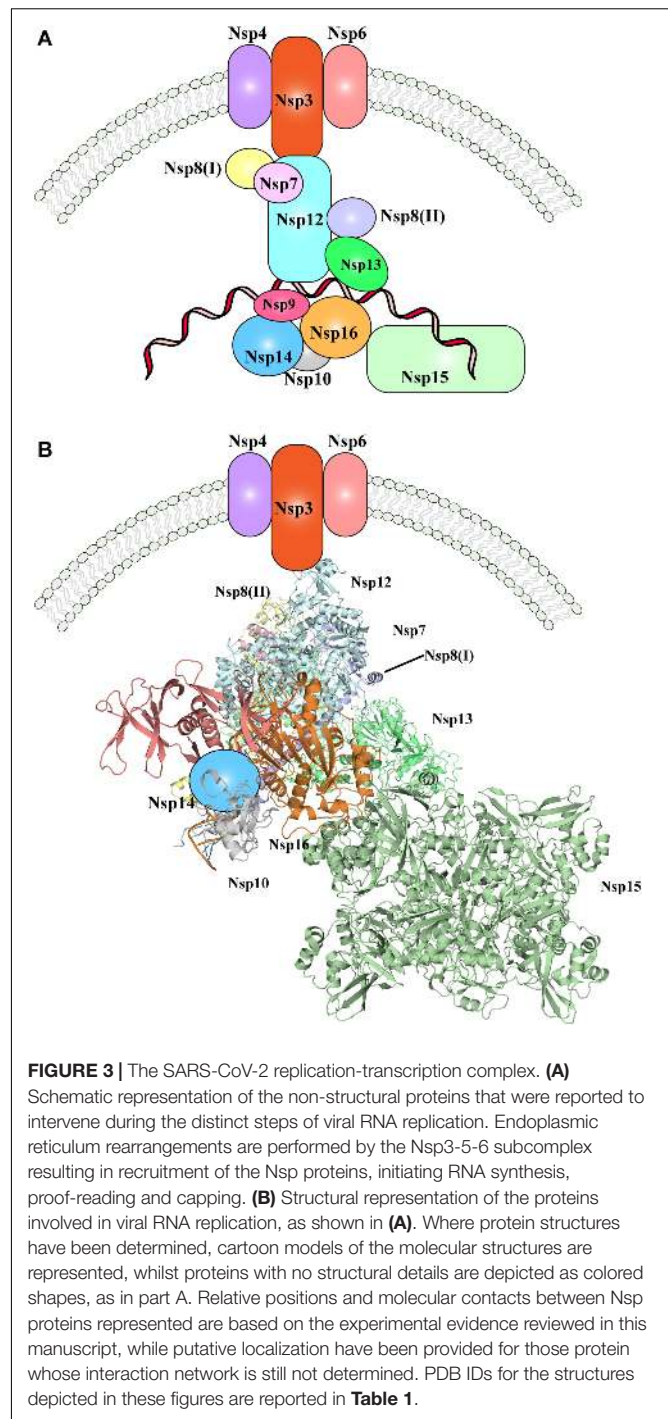 A
Nsp4
Nsp6
Nsp3
Nsp8(I)
Nsp7
Nsp12
Nsp8(II)
Nsp13
Nsp9
Nsp16
Nsp14
Nsp10
Nsp15
B
Nsp4
Nsp6
Nsp3
Nsp12
Nsp8(II)
Nsp7
Nsp8(I)
Nsp13
Nsp14
Nsp16
Nsp10
Nsp15
FIGURE 3 | The SARS-CoV-2 replication-transcription complex. (A)
Schematic representation of the non-structural proteins that were reported to
intervene during the distinct steps of viral RNA replication. Endoplasmic
reticulum rearrangements are performed by the Nsp3-5-6 subcomplex
resulting in recruitment of the Nsp proteins, initiating RNA synthesis,
proof-reading and capping. (B) Structural representation of the proteins
involved in viral RNA replication, as shown in (A). Where protein structures
have been determined, cartoon models of the molecular structures are
represented, whilst proteins with no structural details are depicted as colored
shapes, as in part A. Relative positions and molecular contacts between Nsp
proteins represented are based on the experimental evidence reviewed in this
manuscript, while putative localization have been provided for those protein
whose interaction network is still not determined. PDB IDs for the structures
depicted in these figures are reported in Table 1.